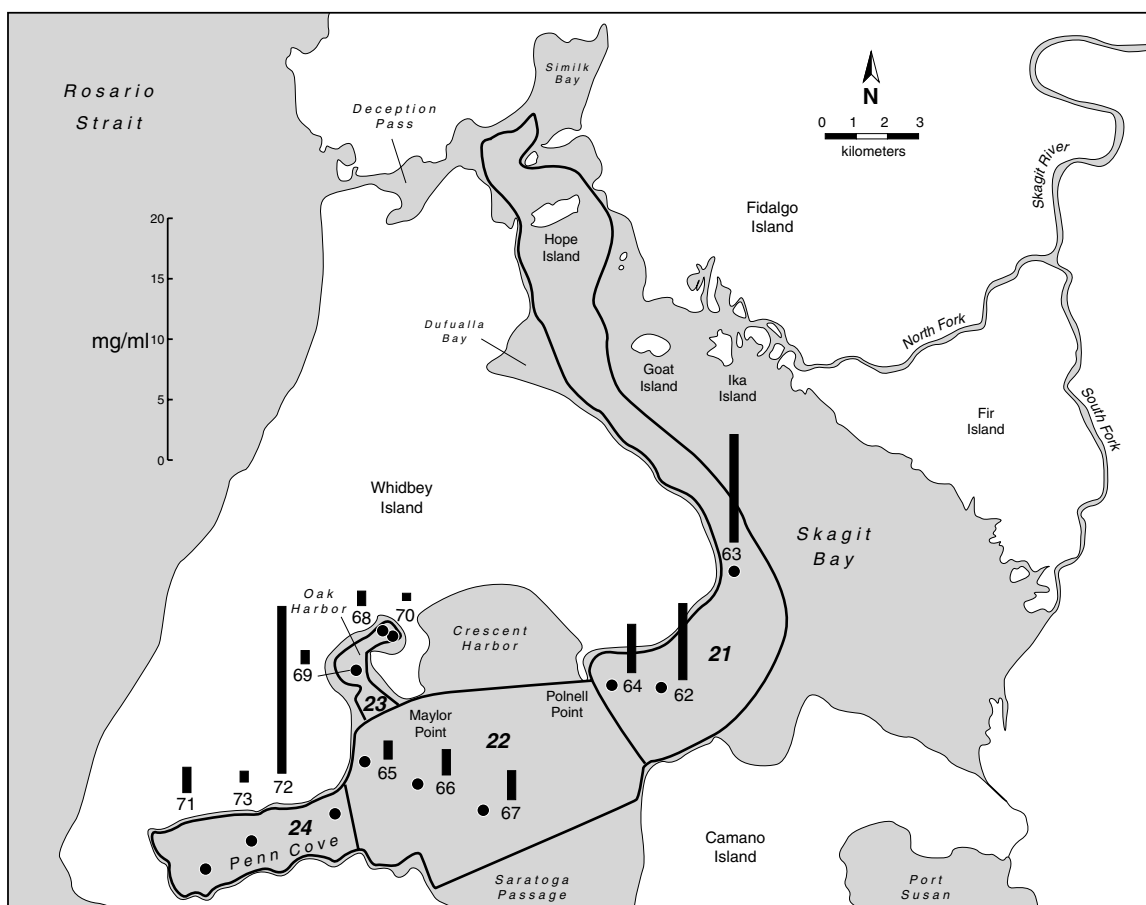 Rosario
Strait
Deception
Pass
Similk
Bay
N
0 1 2 3
kilometers
Skagit River
Fidalgo
Island
Hope
Island
20
15
mg/ml 10
5
0
Dufualla
Bay
North Fork
Goat
Island
Ika
Island
South Fork
Fir
Island
Whidbey
Island
63
Skagit
Bay
Oak
Harbor
68
70
Crescent
Harbor
69
64
62
21
23
Polnell
Point
Maylor
Point
22
65
66
67
71
73
72
24
Penn Cove
Camano
Island
Saratoga
Passage
Port
Susan